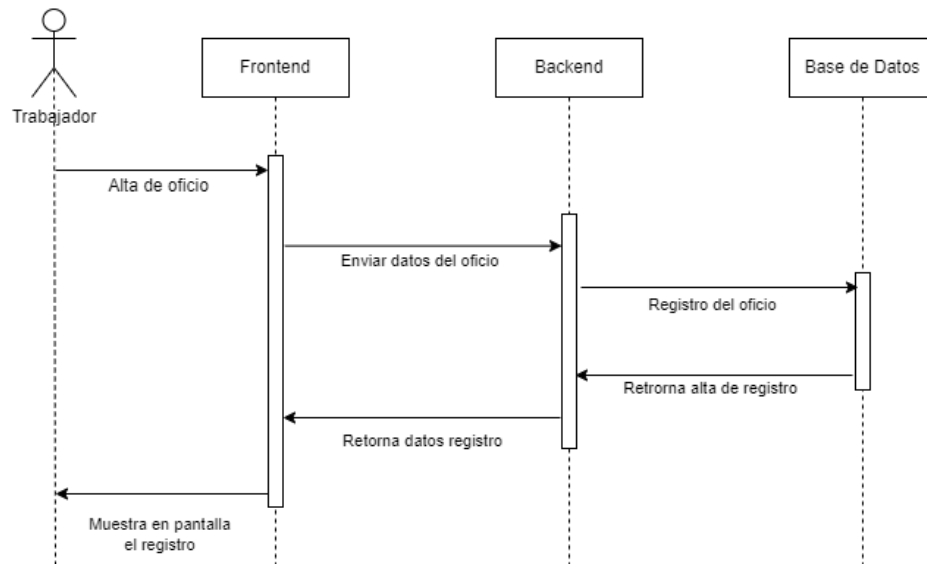 Trabajador
Frontend
Backend
Base de Datos
Alta de oficio
Enviar datos del oficio
Registro del oficio
Retrorna alta de registro
Retorna datos registro
Muestra en pantalla
el registro